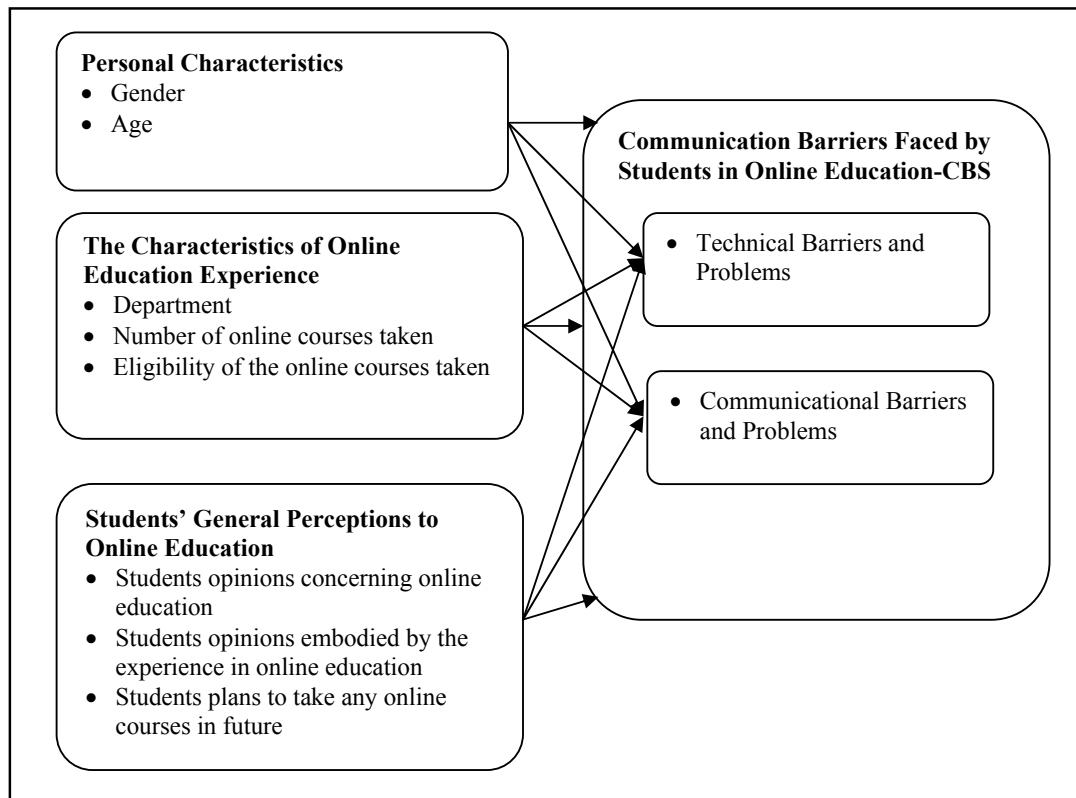 Personal Characteristics
• Gender
• Age
The Characteristics of Online
Education Experience
• Department
• Number of online courses taken
• Eligibility of the online courses taken
Students’ General Perceptions to
Online Education
• Students opinions concerning online
education
• Students opinions embodied by the
experience in online education
• Students plans to take any online
courses in future
Communication Barriers Faced by
Students in Online Education-CBS
• Technical Barriers and
Problems
• Communicational Barriers
and Problems